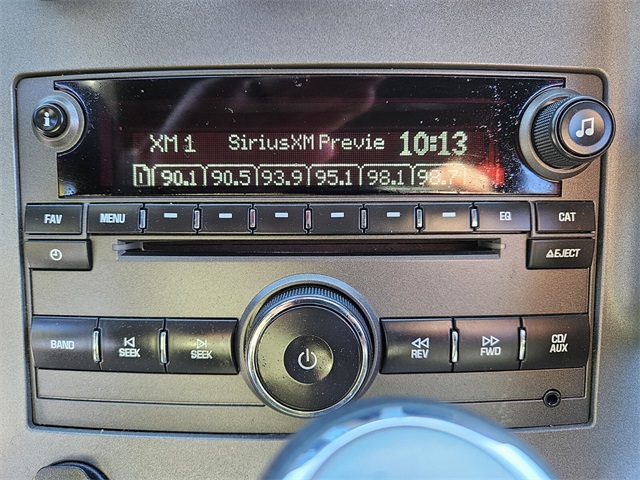 i
XM 1 SiriusXM Previe 10:13
1 90.1 90.5 93.9 95.1 98.1 98.7
FAV MENU EQ CAT
EJECT
BAND SEEK SEEK REV FWD CD/
AUX